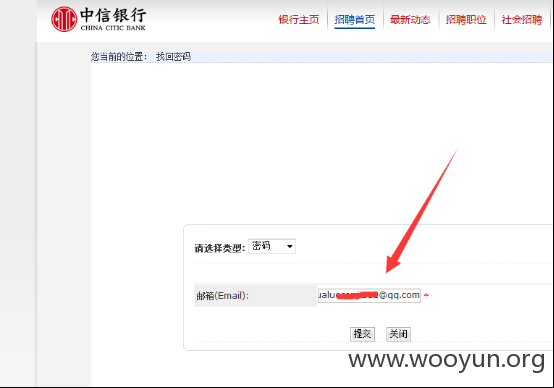 中信银行
CHINA CITIC BANK
银行主页 招聘首页 最新动态 招聘职位 社会招聘
您当前的位置： 找回密码
请选择类型: 密码
邮箱(Email): @qq.com *
提交 关闭
www.wooyun.org